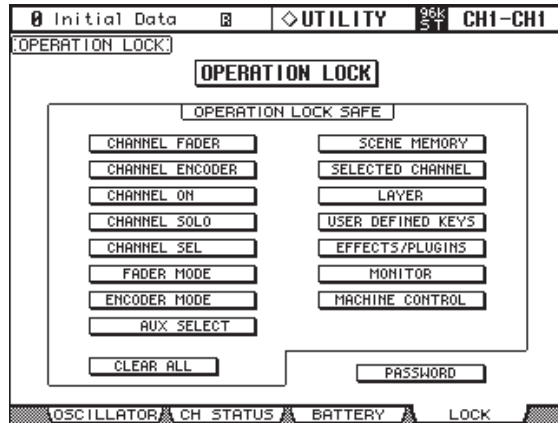 0 Initial Data R ◇UTILITY 96k ST CH1-CH1
OPERATION LOCK
OPERATION LOCK
OPERATION LOCK SAFE
CHANNEL FADER
CHANNEL ENCODER
CHANNEL ON
CHANNEL SOLO
CHANNEL SEL
FADER MODE
ENCODER MODE
AUX SELECT
CLEAR ALL
SCENE MEMORY
SELECTED CHANNEL
LAYER
USER DEFINED KEYS
EFFECTS/PLUGINS
MONITOR
MACHINE CONTROL
PASSWORD
OSCILLATOR CH STATUS BATTERY LOCK